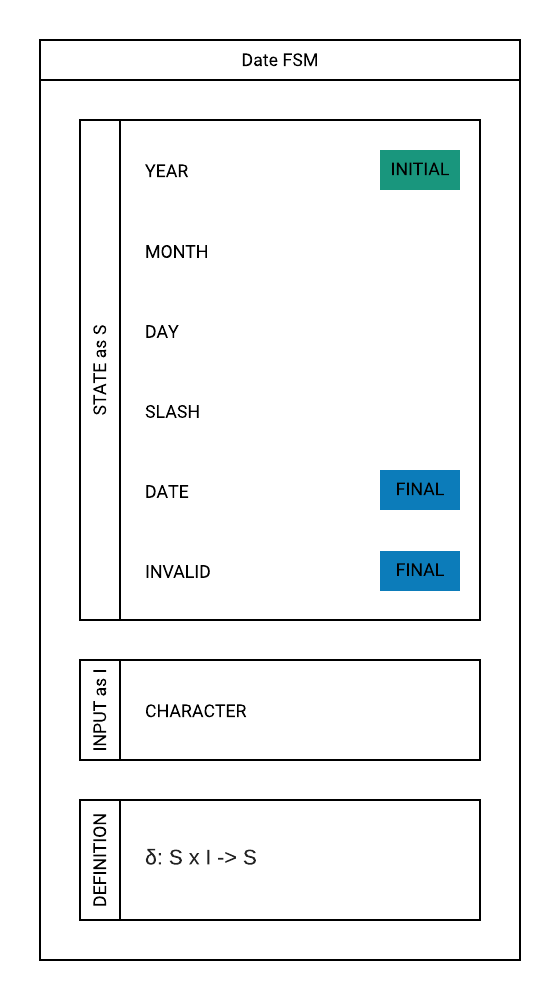 Date FSM
STATE as S
YEAR
INITIAL
MONTH
DAY
SLASH
DATE
FINAL
INVALID
FINAL
INPUT as I
CHARACTER
DEFINITION
δ: S x I -> S